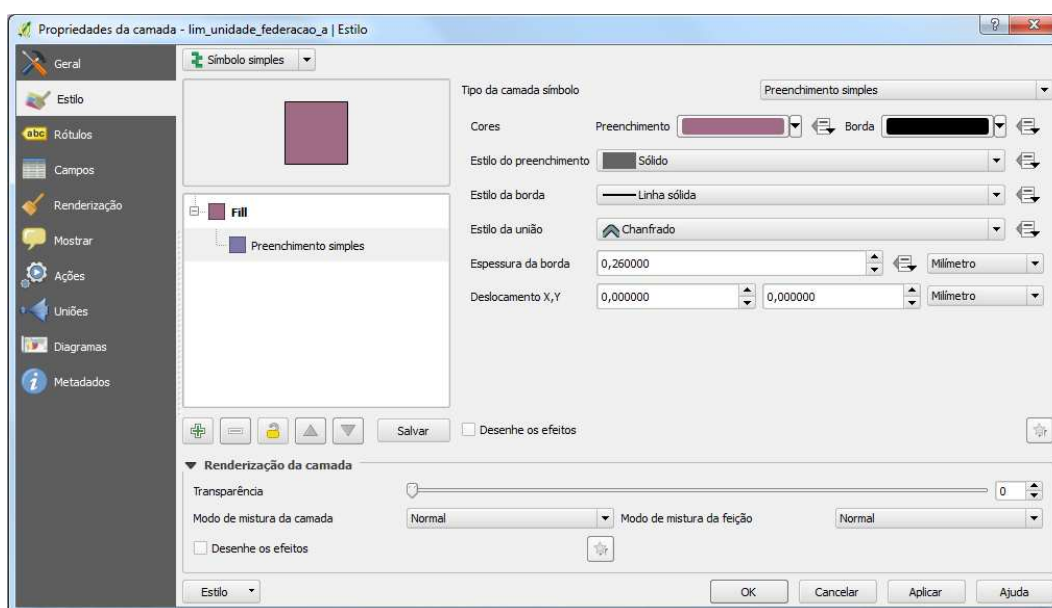 Propriedades da camada - lim_unidade_federacao_a | Estilo
Geral
Estilo
abc Rótulos
Campos
Renderização
Mostrar
Ações
Uniões
Diagramas
Metadados
Símbolo simples
Fill
Preenchimento simples
Salvar
Tipo da camada símbolo Preenchimento simples
Cores Preenchimento Borda
Estilo do preenchimento Sólido
Estilo da borda Linha sólida
Estilo da união Chanfrado
Espessura da borda 0,260000 Milímetro
Deslocamento X,Y 0,000000 0,000000 Milímetro
Desenhe os efeitos
Renderização da camada
Transparência 0
Modo de mistura da camada Normal Modo de mistura da feição Normal
Desenhe os efeitos
Estilo OK Cancelar Aplicar Ajuda